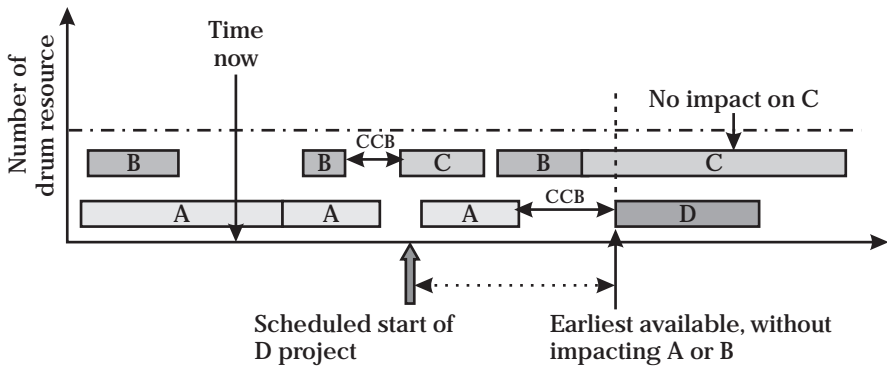 Number of
drum resource
Time
now
No impact on C
B
B
CCB
C
B
C
A
A
A
CCB
D
Scheduled start of
D project
Earliest available, without
impacting A or B